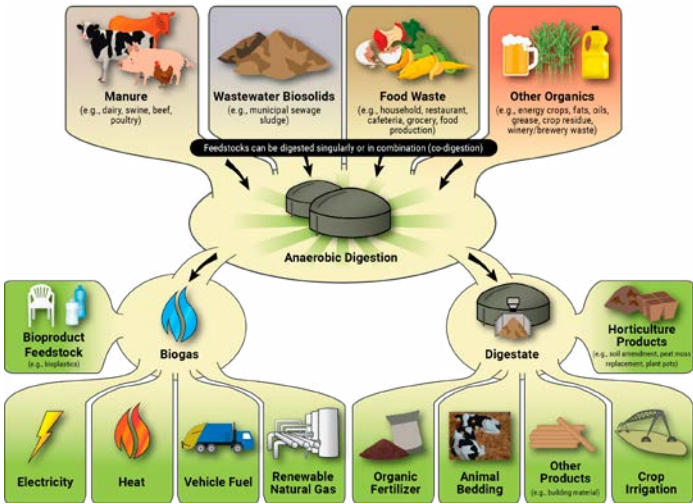 Manure
(e.g., dairy, swine, beef,
poultry)
Wastewater Biosolids
(e.g., municipal sewage
sludge)
Food Waste
(e.g., household, restaurant,
cafeteria, grocery, food
production)
Other Organics
(e.g., energy crops, fats, oils,
grease, crop residue,
winery/brewery waste)
Feedstocks can be digested singularly or in combination (co-digestion)
Anaerobic Digestion
Bioproduct
Feedstock
(e.g., bioplastics)
Biogas
Digestate
Horticulture
Products
(e.g., soil amendment, peat moss
replacement, plant pots)
Electricity
Heat
Vehicle Fuel
Renewable
Natural Gas
Organic
Fertilizer
Animal
Bedding
Other
Products
(e.g., building material)
Crop
Irrigation